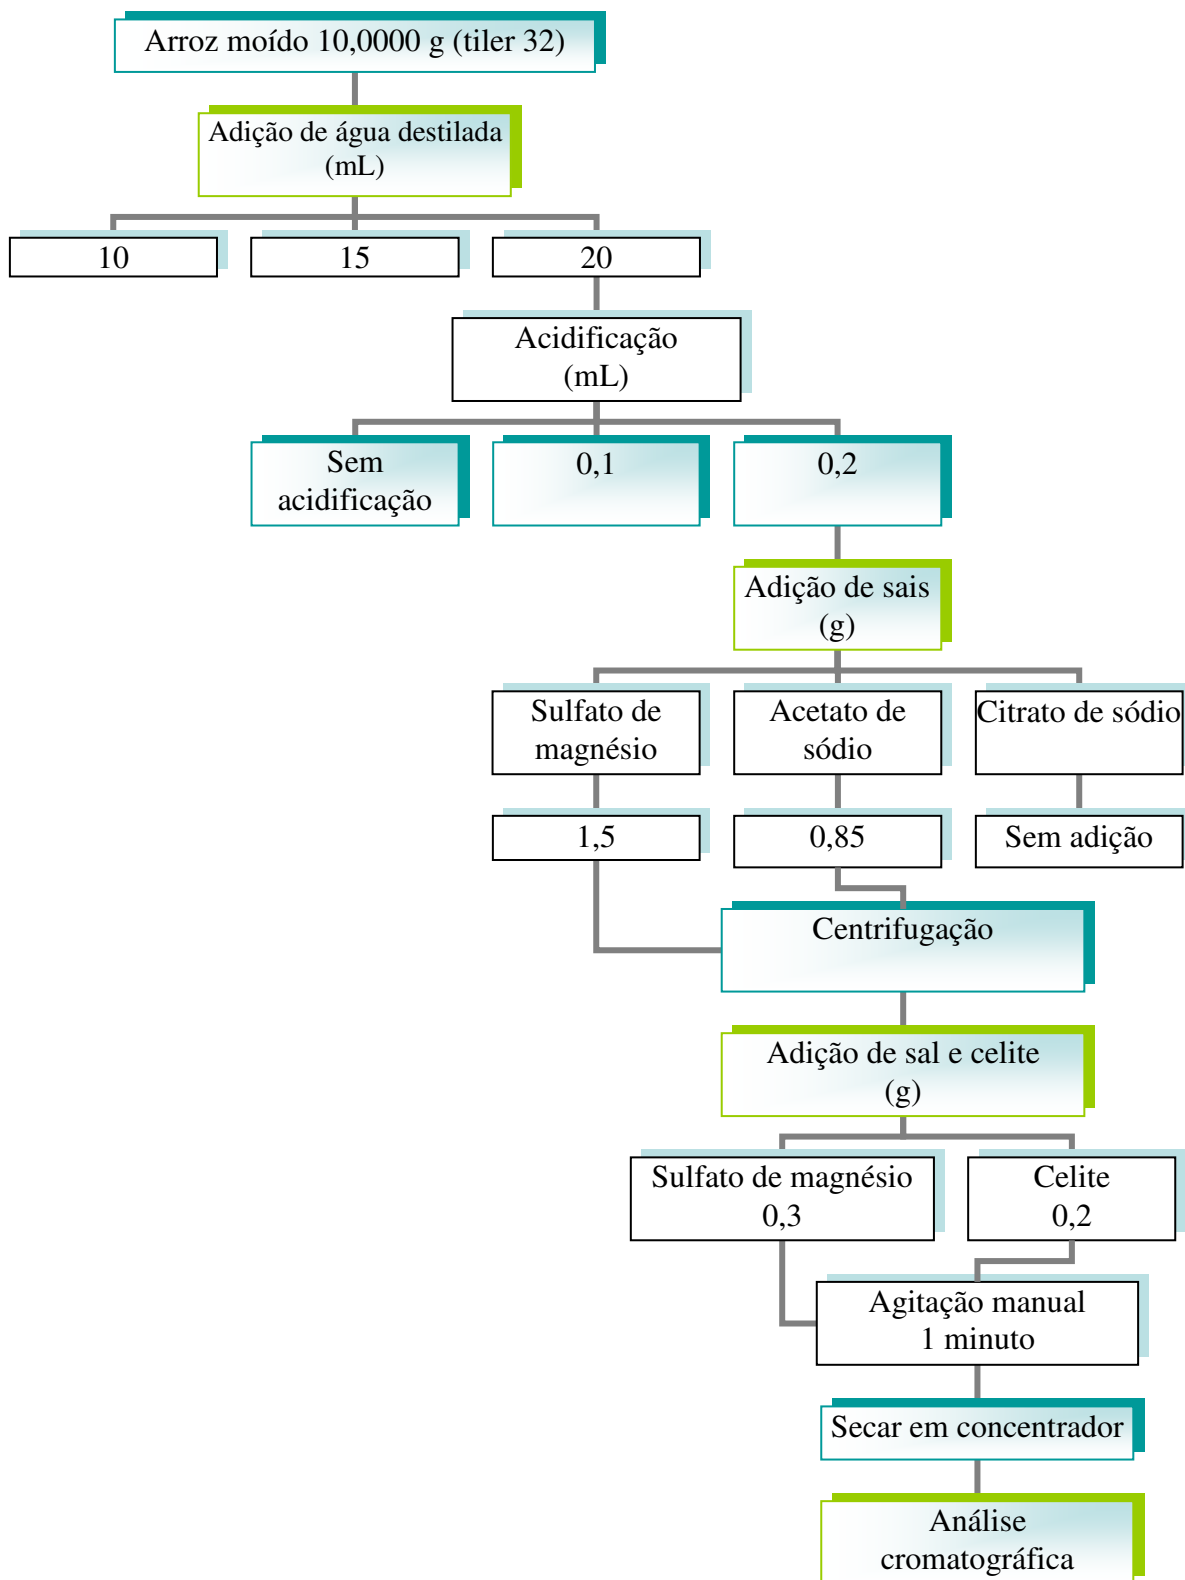 Arroz moído 10,0000 g (tiler 32)
Adição de água destilada
(mL)
10
15
20
Acidificação
(mL)
Sem
acidificação
0,1
0,2
Adição de sais
(g)
Sulfato de
magnésio
Acetato de
sódio
Citrato de sódio
1,5
0,85
Sem adição
Centrifugação
Adição de sal e celite
(g)
Sulfato de magnésio
0,3
Celite
0,2
Agitação manual
1 minuto
Secar em concentrador
Análise
cromatográfica